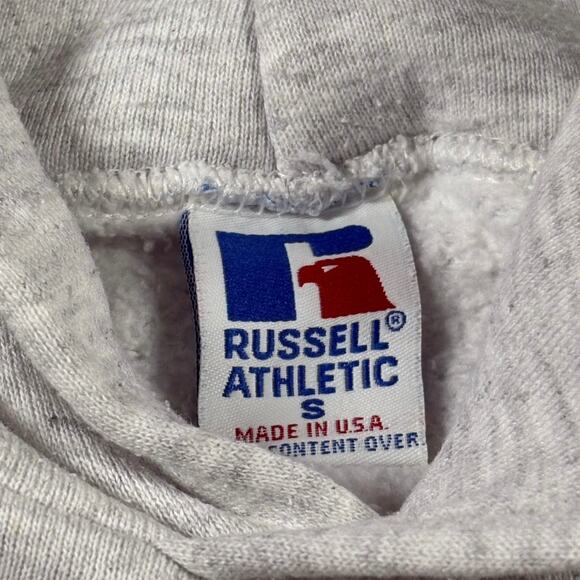 RUSSELL®
ATHLETIC
S
MADE IN U.S.A.
CONTENT OVER